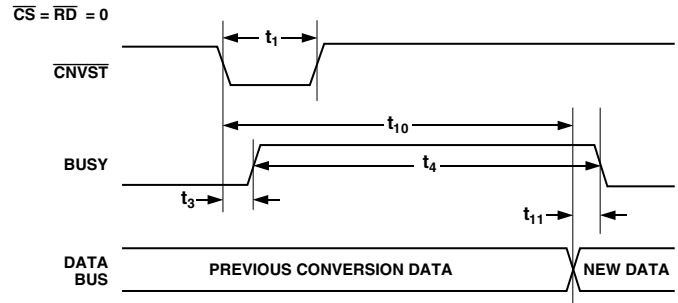 CS = RD = 0
t1
CNVST
t10
BUSY
t4
t3
t11
DATA
BUS
PREVIOUS CONVERSION DATA
NEW DATA